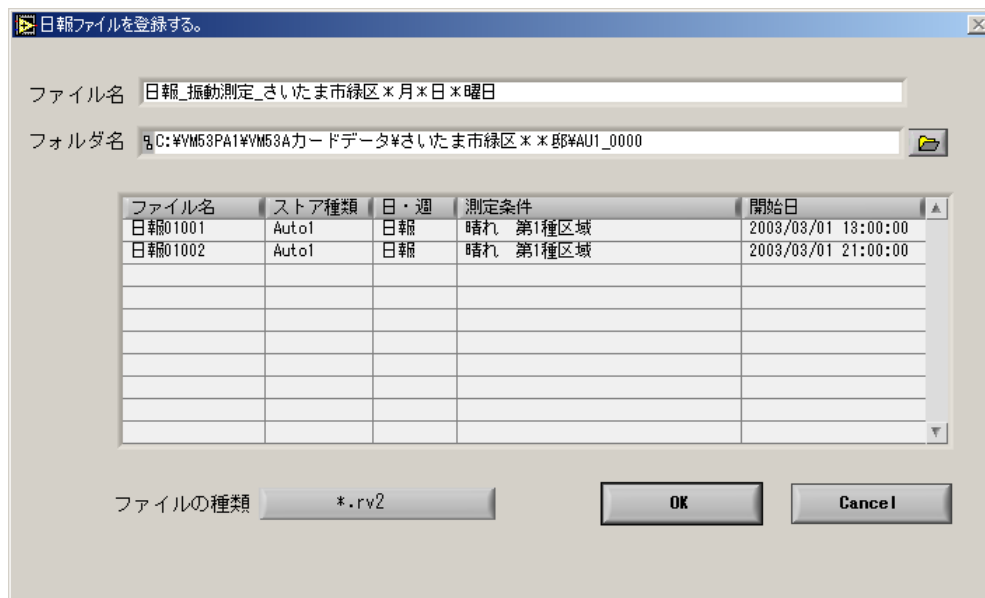 日報ファイルを登録する。
ファイル名 日報_振動測定_さいたま市緑区＊月＊日＊曜日
フォルダ名 C:¥VM53PA1¥VM53Aカードデータ¥さいたま市緑区＊＊邸¥AU1_0000
ファイル名 ストア種類 日・週 測定条件 開始日
日報01001 Auto1 日報 晴れ 第1種区域 2003/03/01 13:00:00
日報01002 Auto1 日報 晴れ 第1種区域 2003/03/01 21:00:00
ファイルの種類 *.rv2 OK Cancel